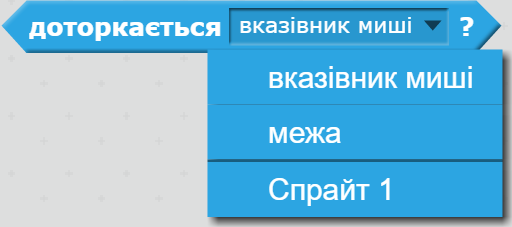 доторкається вказівник миші ?
вказівник миші
межа
Спрайт 1